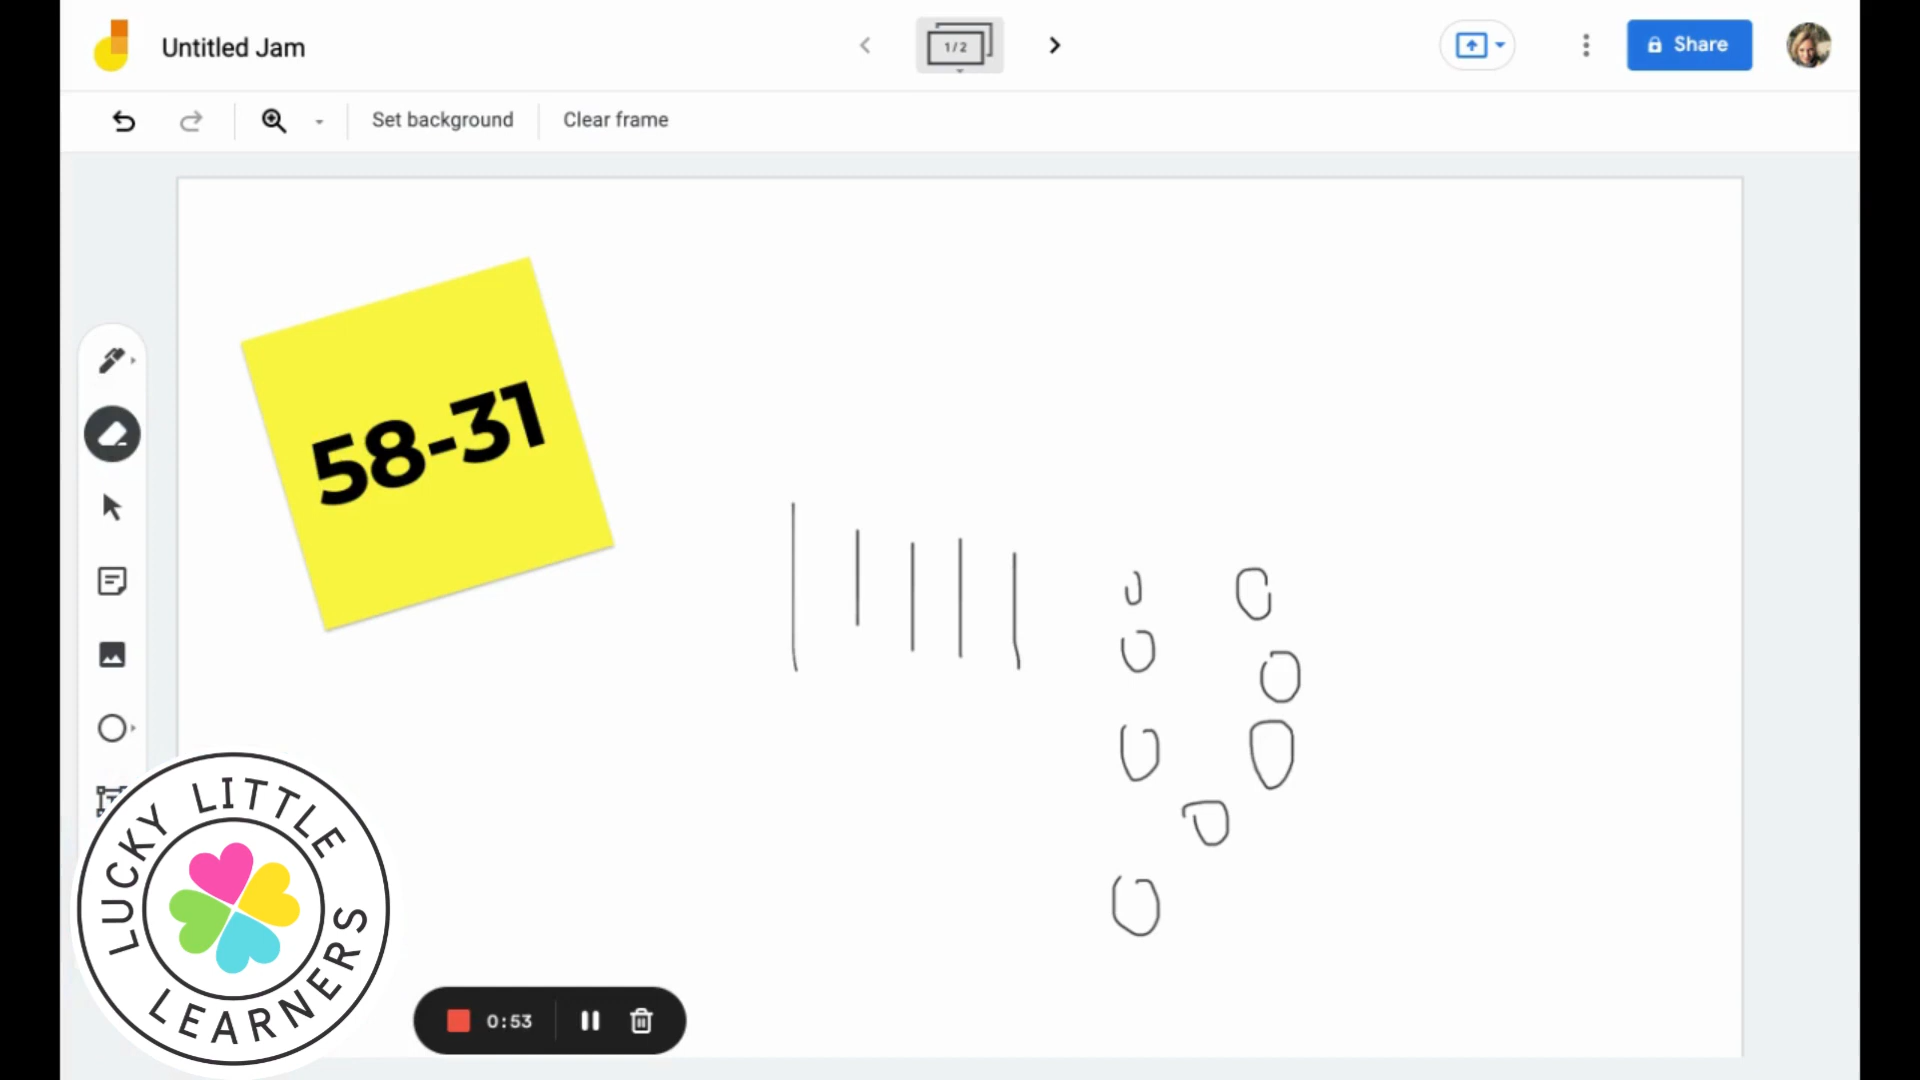 Untitled Jam
1/2
Share
Set background
Clear frame
58-31
LUCKY LITTLE
LEARNERS
0:53